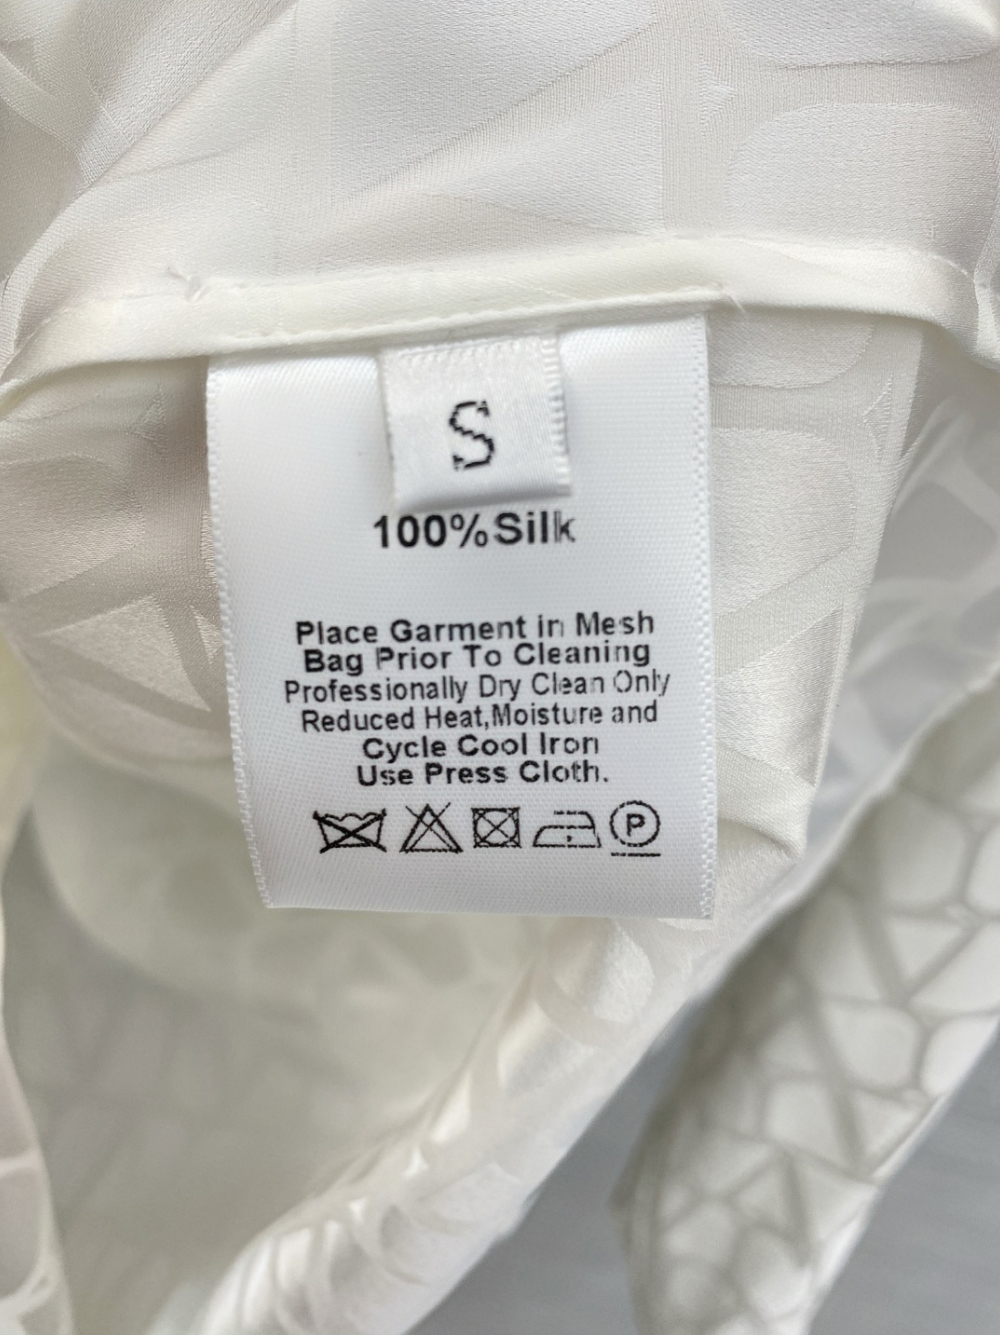 S
100%Silk
Place Garment in Mesh
Bag Prior To Cleaning
Professionally Dry Clean Only
Reduced Heat,Moisture and
Cycle Cool Iron
Use Press Cloth.
P